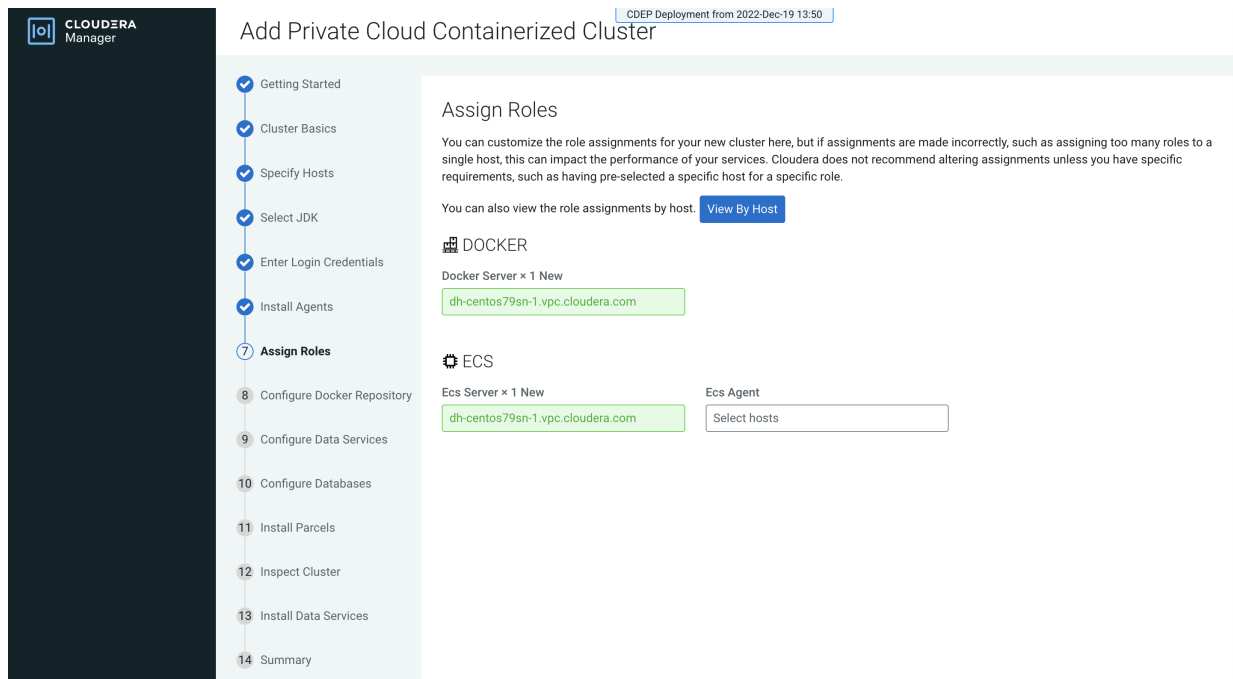 CLOUDERA
Manager
CDEP Deployment from 2022-Dec-19 13:50
Add Private Cloud Containerized Cluster
Getting Started
Cluster Basics
Specify Hosts
Select JDK
Enter Login Credentials
Install Agents
7 Assign Roles
8 Configure Docker Repository
9 Configure Data Services
10 Configure Databases
11 Install Parcels
12 Inspect Cluster
13 Install Data Services
14 Summary
Assign Roles
You can customize the role assignments for your new cluster here, but if assignments are made incorrectly, such as assigning too many roles to a
single host, this can impact the performance of your services. Cloudera does not recommend altering assignments unless you have specific
requirements, such as having pre-selected a specific host for a specific role.
You can also view the role assignments by host. View By Host
DOCKER
Docker Server × 1 New
dh-centos79sn-1.vpc.cloudera.com
ECS
Ecs Server × 1 New
dh-centos79sn-1.vpc.cloudera.com
Ecs Agent
Select hosts